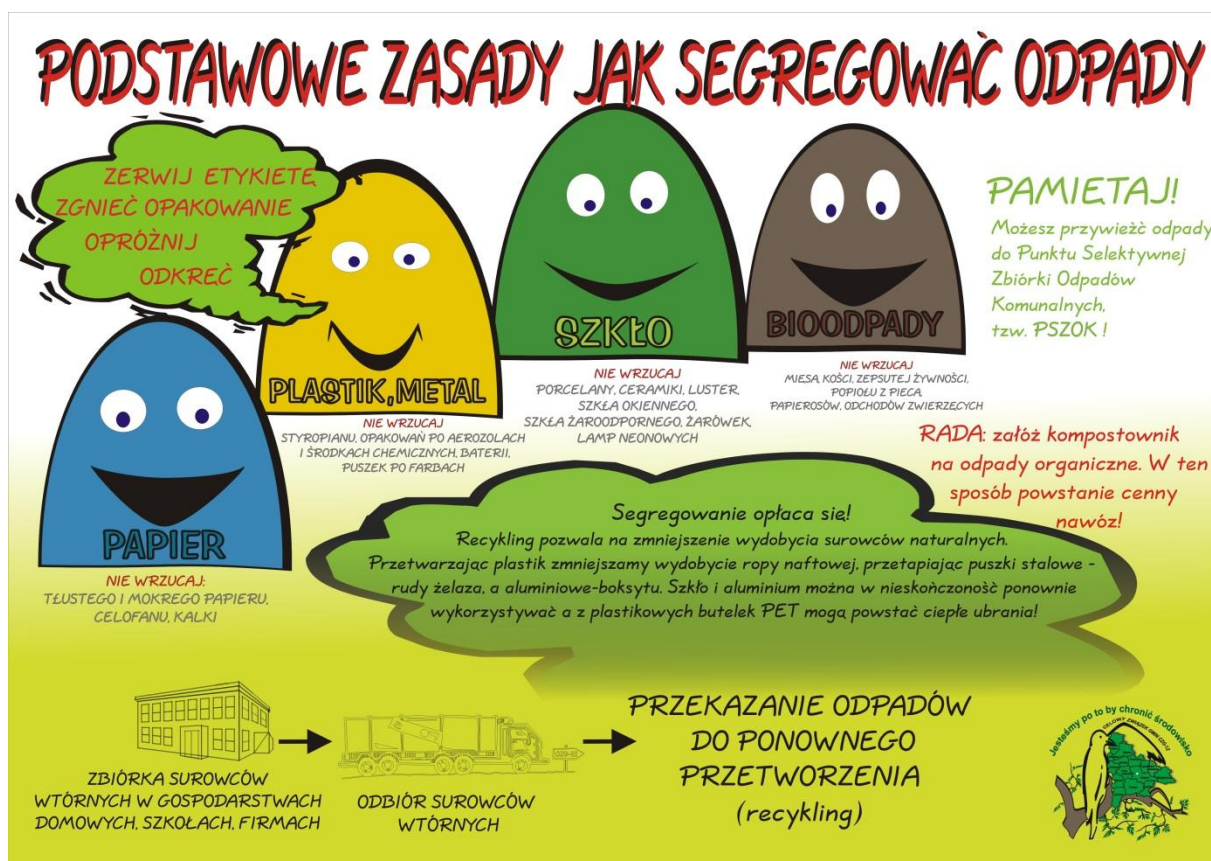 PODSTAWOWE ZASADY JAK SEGREGOWAĆ ODPADY
ZERWIJ ETYKIETĘ
ZGNIEĆ OPAKOWANIE
OPRÓŻNIJ
ODKRĘĆ
PAPIER
NIE WRZUCAJ:
TŁUSTEGO I MOKREGO PAPIERU,
CELOFANU, KALKI
PLASTIK, METAL
NIE WRZUCAJ
STYROPIANU, OPAKOWAŃ PO AEROZOLACH
I ŚRODKACH CHEMICZNYCH, BATERII,
PUSZEK PO FARBACH
SZKŁO
NIE WRZUCAJ
PORCELANY, CERAMIKI, LUSTER,
SZKŁA OKIENNEGO,
SZKŁA ŻAROODPORNEGO, ŻARÓWEK,
LAMP NEONOWYCH
BIOODPADY
NIE WRZUCAJ
MIĘSA, KOŚCI, ZEPSUTEJ ŻYWNOŚCI,
POPIOŁU Z PIECA,
PAPIEROSÓW, ODCHODÓW ZWIERZĘCYCH
PAMIETAJ!
Możesz przywieźć odpady
do Punktu Selektywnej
Zbiórki Odpadów
Komunalnych,
tzw. PSZOK !
RADA: załóż kompostownik
na odpady organiczne. W ten
sposób powstanie cenny
nawóz!
Segregowanie opłaca się!
Recykling pozwala na zmniejszenie wydobycia surowców naturalnych.
Przetwarzając plastik zmniejszamy wydobycie ropy naftowej, przetapiając puszki stalowe -
rudy żelaza, a aluminiowe-boksytu. Szkło i aluminium można w nieskończoność ponownie
wykorzystywać a z plastikowych butelek PET mogą powstać ciepłe ubrania!
ZBIÓRKA SUROWCÓW
WTÓRNYCH W GOSPODARSTWACH
DOMOWYCH, SZKOŁACH, FIRMACH
ODBIÓR SUROWCÓW
WTÓRNYCH
PRZEKAZANIE ODPADÓW
DO PONOWNEGO
PRZETWORZENIA
(recykling)
Jesteśmy po to by chronić środowisko
CELOWY ZWIĄZEK GMIN